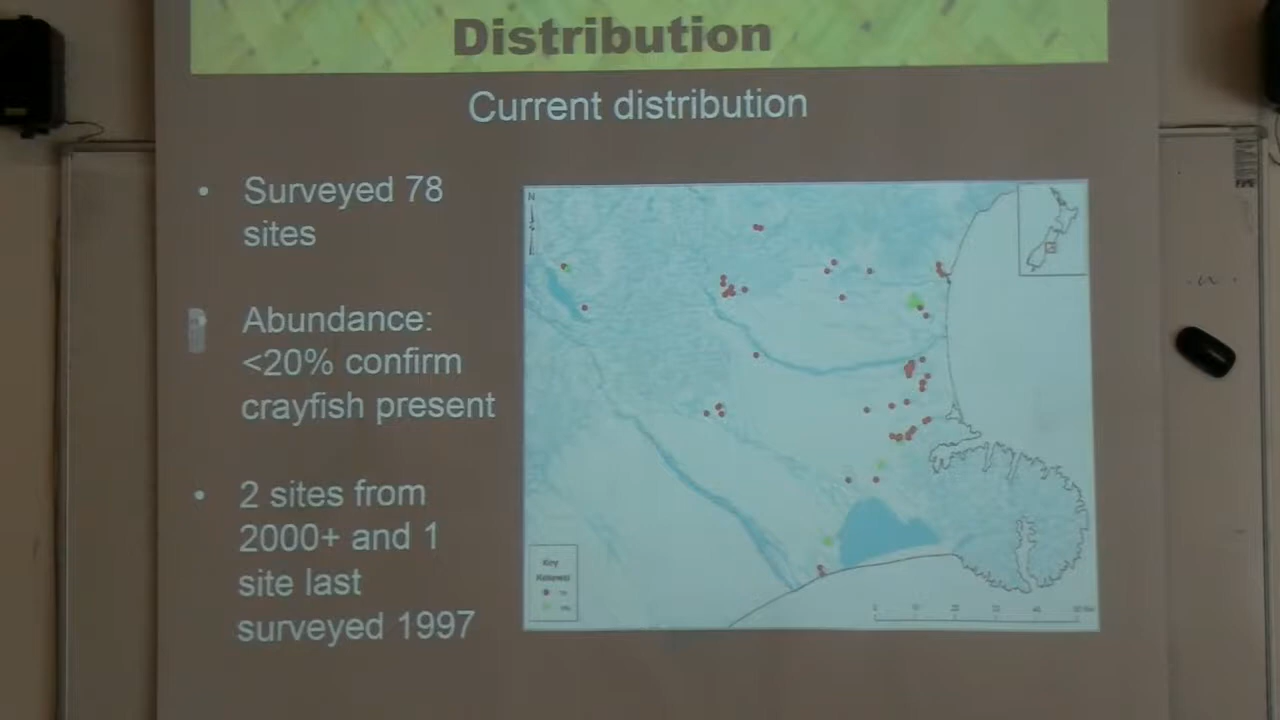 Distribution
Current distribution
• Surveyed 78
sites
Abundance:
<20% confirm
crayfish present
• 2 sites from
2000+ and 1
site last
surveyed 1997
N
Key